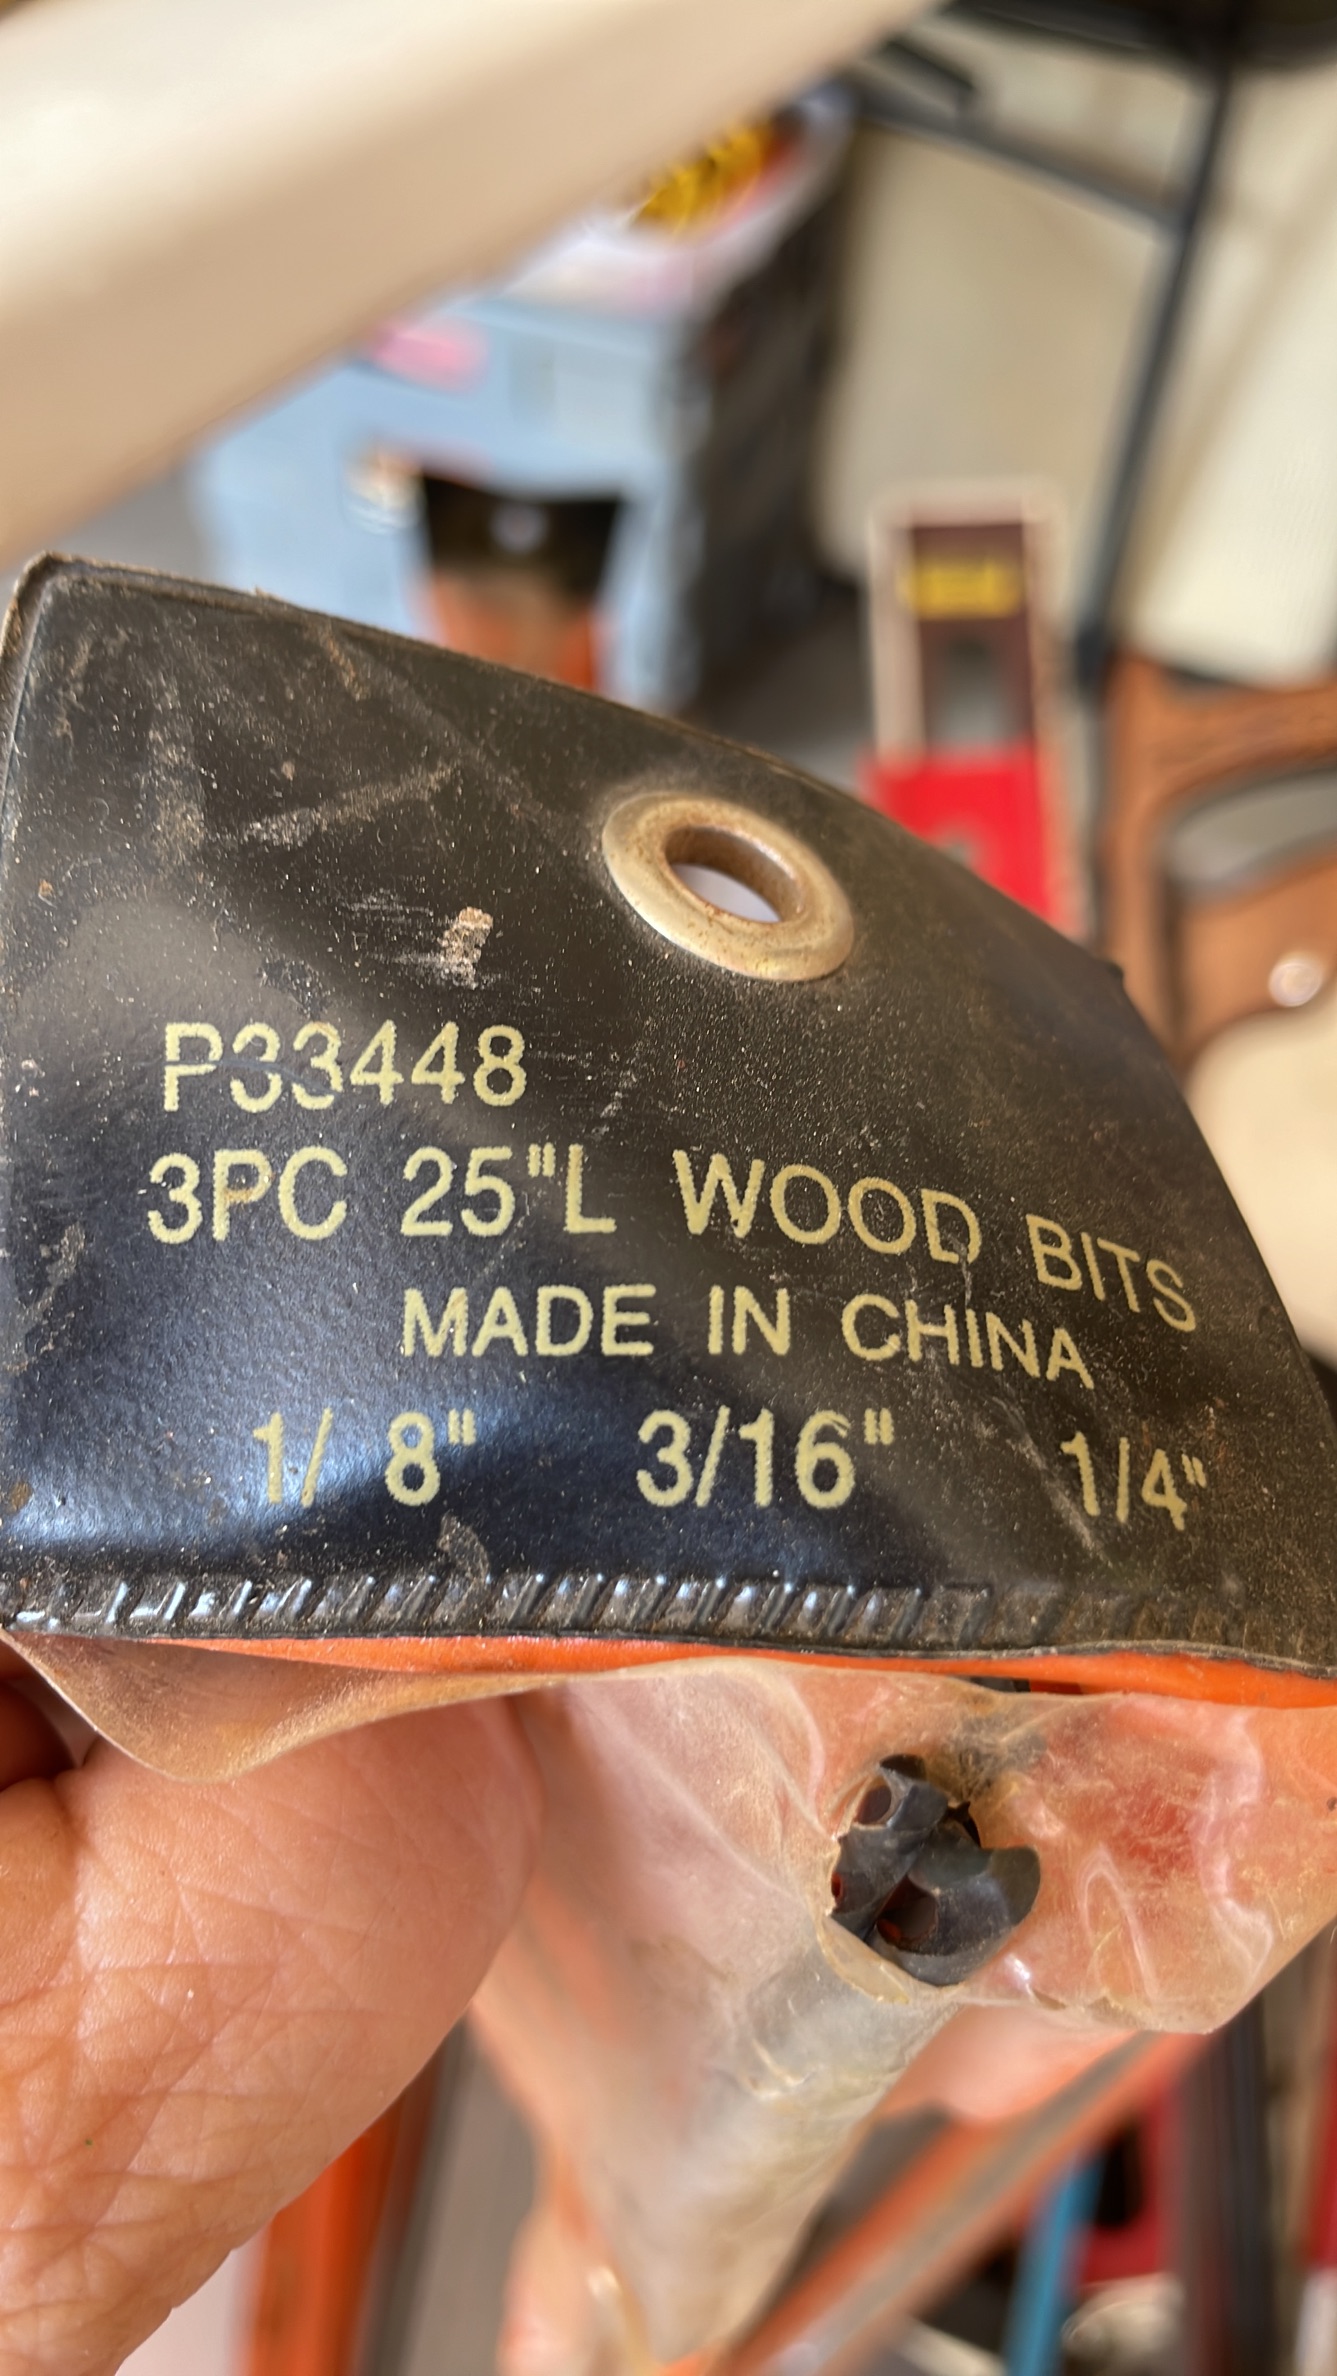 P33448
3PC 25"L WOOD BITS
MADE IN CHINA
1/ 8" 3/16" 1/4"